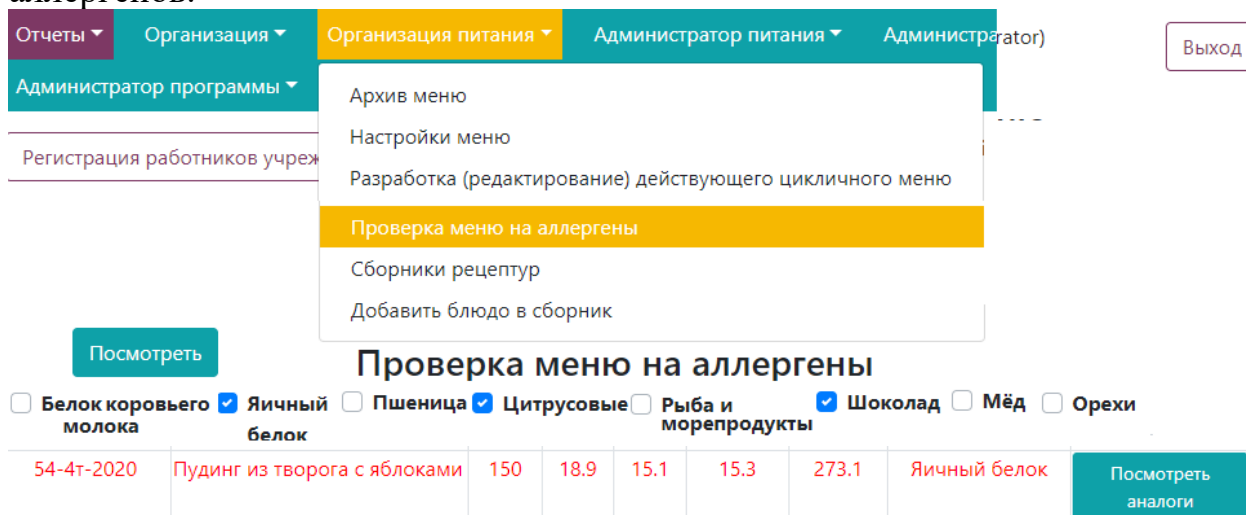 аллергенов.
Отчеты Организация Организация питания Администратор питания Администра rator)
Выход
Администратор программы
Архив меню
Настройки меню
Регистрация работников учреж
Разработка (редактирование) действующего цикличного меню
Проверка меню на аллергены
Сборники рецептур
Добавить блюдо в сборник
Посмотреть
Проверка меню на аллергены
Белок коровьего молока Яичный белок Пшеница Цитрусовые Рыба и морепродукты Шоколад Мёд Орехи
54-4т-2020 Пудинг из творога с яблоками 150 18.9 15.1 15.3 273.1 Яичный белок Посмотреть аналоги